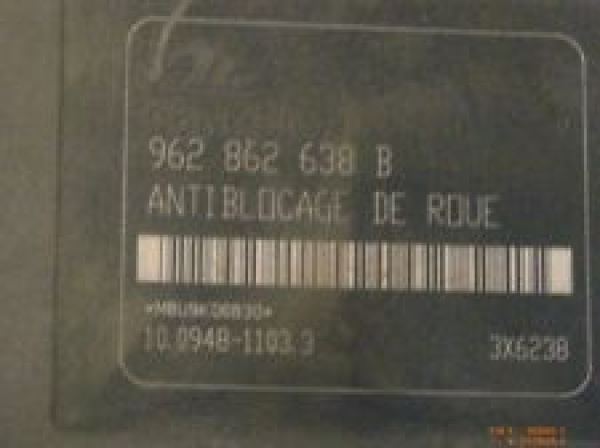 962 862 638 B
ANTIBLOCAGE DE ROUE
10.0948-1103.3 3X6238